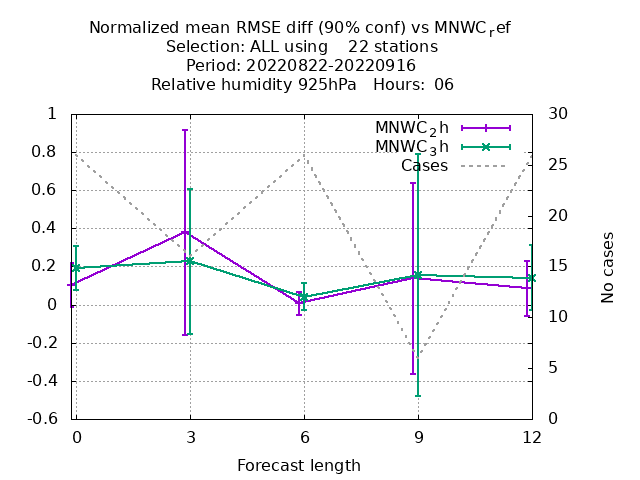 Normalized mean RMSE diff (90% conf) vs MNWC_ref
Selection: ALL using    22 stations
Period: 20220822-20220916
Relative humidity 925hPa   Hours: 06
MNWC_2h
MNWC_3h
Cases
1
0.8
0.6
0.4
0.2
0
-0.2
-0.4
-0.6
30
25
20
15
10
5
0
No cases
0 3 6 9 12
Forecast length